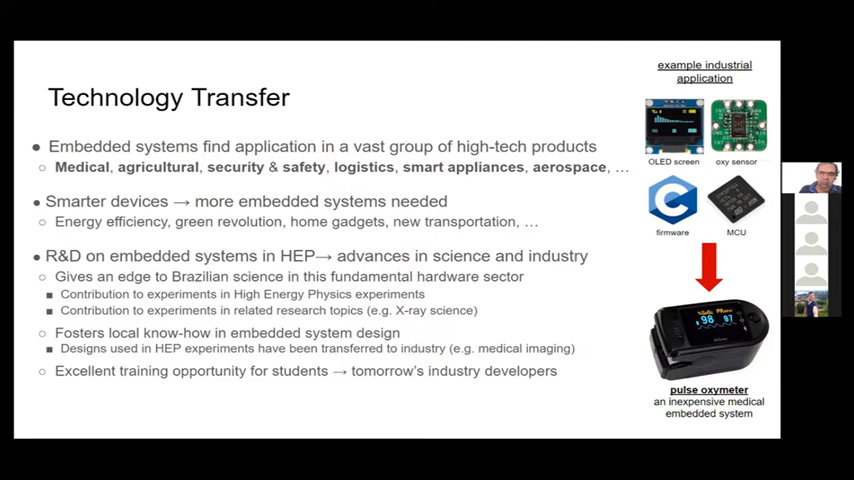 Technology Transfer
● Embedded systems find application in a vast group of high-tech products
○ Medical, agricultural, security & safety, logistics, smart appliances, aerospace, ...
● Smarter devices → more embedded systems needed
○ Energy efficiency, green revolution, home gadgets, new transportation, ...
● R&D on embedded systems in HEP→ advances in science and industry
○ Gives an edge to Brazilian science in this fundamental hardware sector
■ Contribution to experiments in High Energy Physics experiments
■ Contribution to experiments in related research topics (e.g. X-ray science)
○ Fosters local know-how in embedded system design
■ Designs used in HEP experiments have been transferred to industry (e.g. medical imaging)
○ Excellent training opportunity for students → tomorrow's industry developers
example industrial
application
OLED screen
oxy sensor
C
firmware
MCU
98 97
pulse oxymeter
an inexpensive medical
embedded system